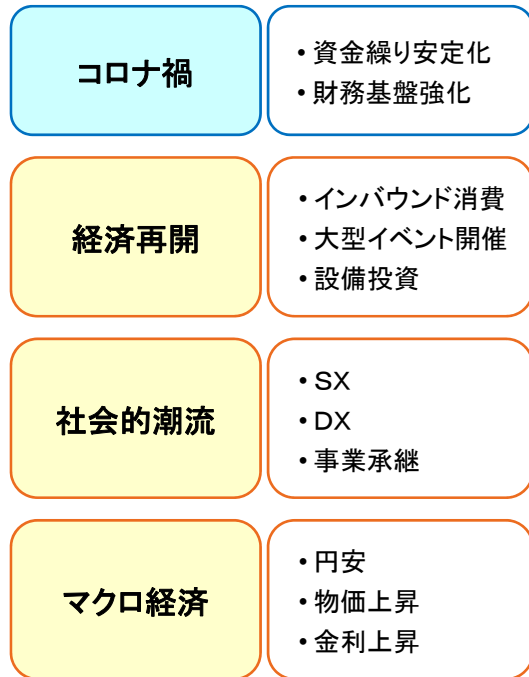 コロナ禍
• 資金繰り安定化
• 財務基盤強化
経済再開
• インバウンド消費
• 大型イベント開催
• 設備投資
社会的潮流
• SX
• DX
• 事業承継
マクロ経済
• 円安
• 物価上昇
• 金利上昇